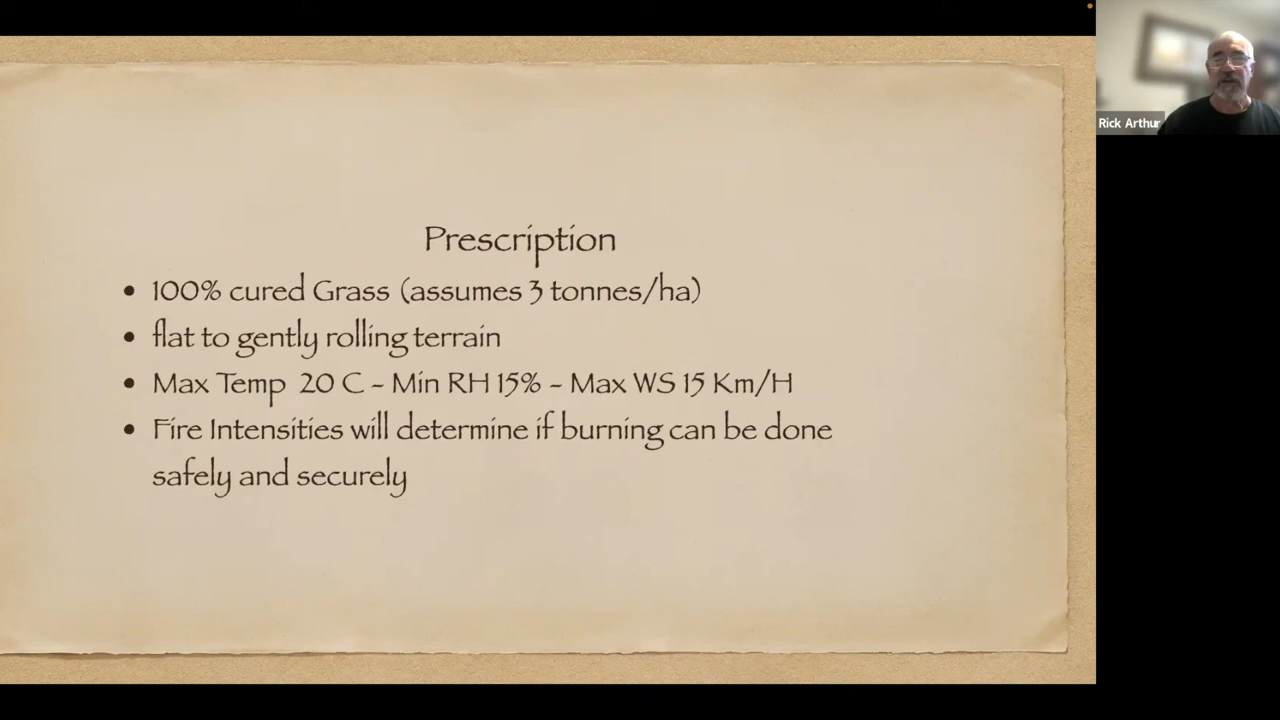 Prescription
• 100% cured Grass (assumes 3 tonnes/ha)
• flat to gently rolling terrain
• Max Temp 20 C - Min RH 15% - Max WS 15 Km/H
• Fire Intensities will determine if burning can be done
safely and securely
Rick Arthur